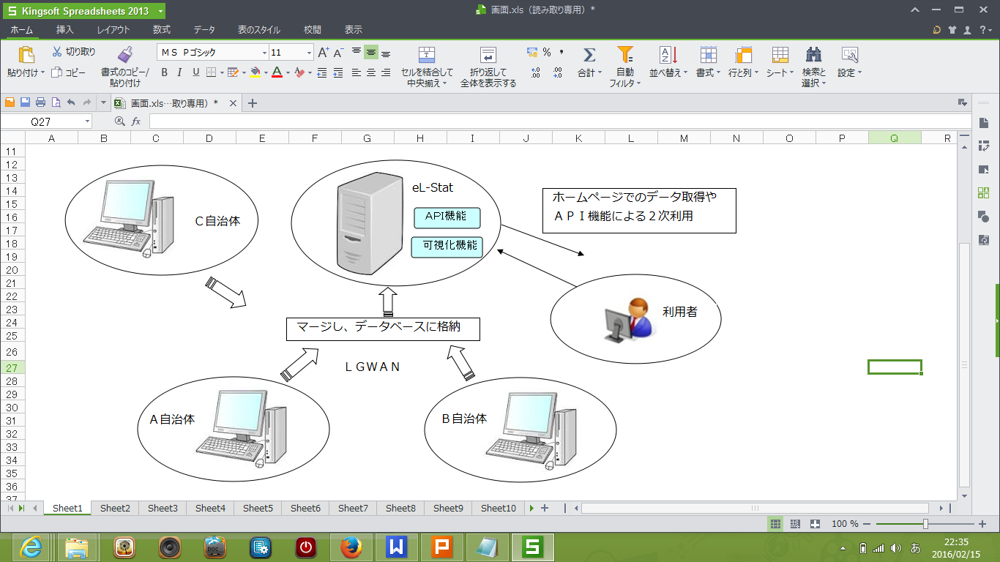 Kingsoft Spreadsheets 2013
画面.xls（読み取り専用）*
ホーム 挿入 レイアウト 数式 データ 表のスタイル 校閲 表示
貼り付け
切り取り
コピー
書式のコピー/
貼り付け
ＭＳ Ｐゴシック 11
B I U
セルを結合して
中央揃え
折り返して
全体を表示する
合計
自動
フィルタ
並べ替え
書式
行と列
シート
検索と
選択
設定
画面.xls…取り専用）*
Q27
fx
A B C D E F G H I J K L M N O P Q R
11
12
13
14
15
16
17
18
19
20
21
22
23
24
25
26
27
28
29
30
31
32
33
34
35
36
37
Ｃ自治体
eL-Stat
API機能
可視化機能
ホームページでのデータ取得や
ＡＰＩ機能による２次利用
利用者
マージし、データベースに格納
ＬＧＷＡＮ
Ａ自治体
Ｂ自治体
Sheet1 Sheet2 Sheet3 Sheet4 Sheet5 Sheet6 Sheet7 Sheet8 Sheet9 Sheet10
100 %
あ
22:35
2016/02/15